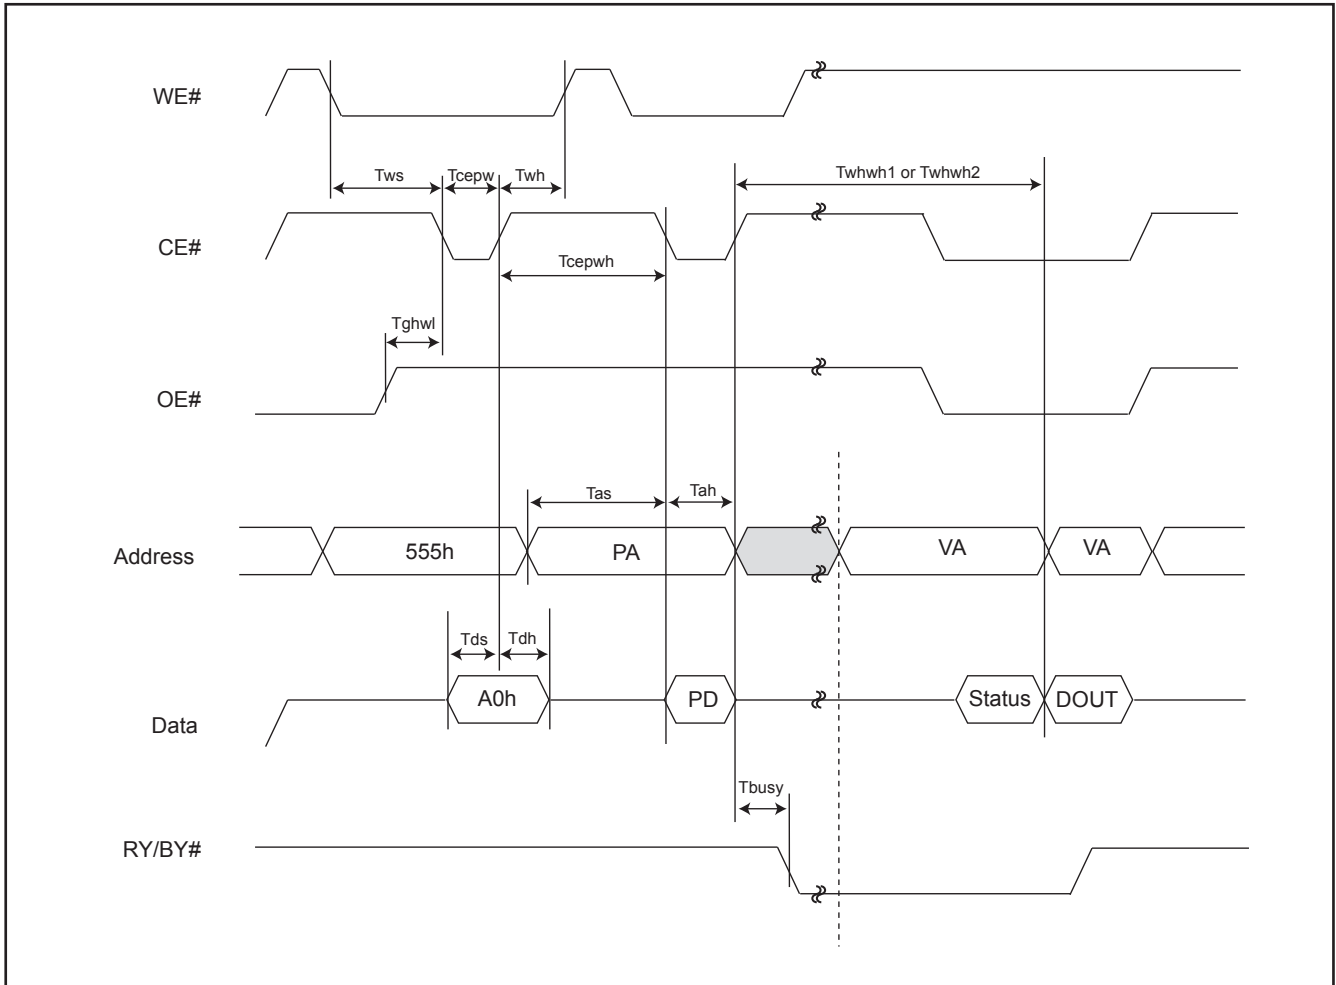 WE#
Tws
Tcepw
Twh
Twhwh1 or Twhwh2
CE#
Tcepwh
Tghwl
OE#
Tas
Tah
Address
555h
PA
VA
VA
Tds
Tdh
Data
A0h
PD
Status
DOUT
Tbusy
RY/BY#